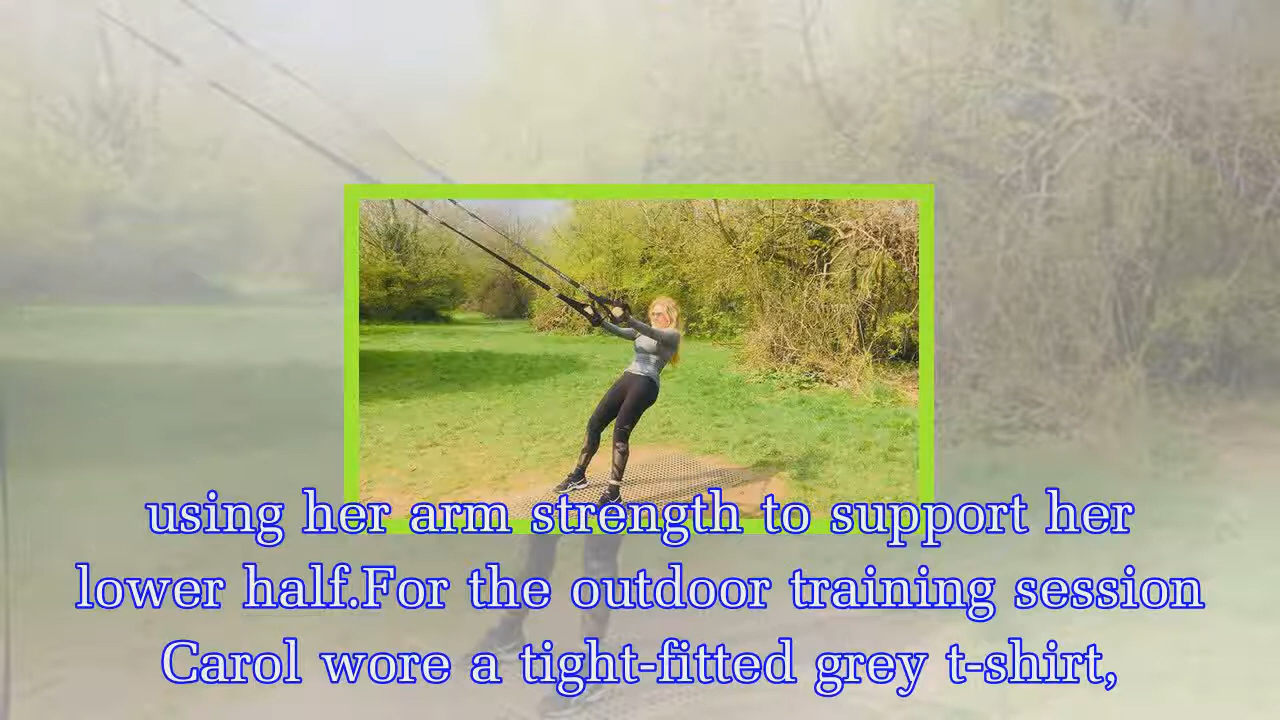 using her arm strength to support her
lower half.For the outdoor training session
Carol wore a tight-fitted grey t-shirt,